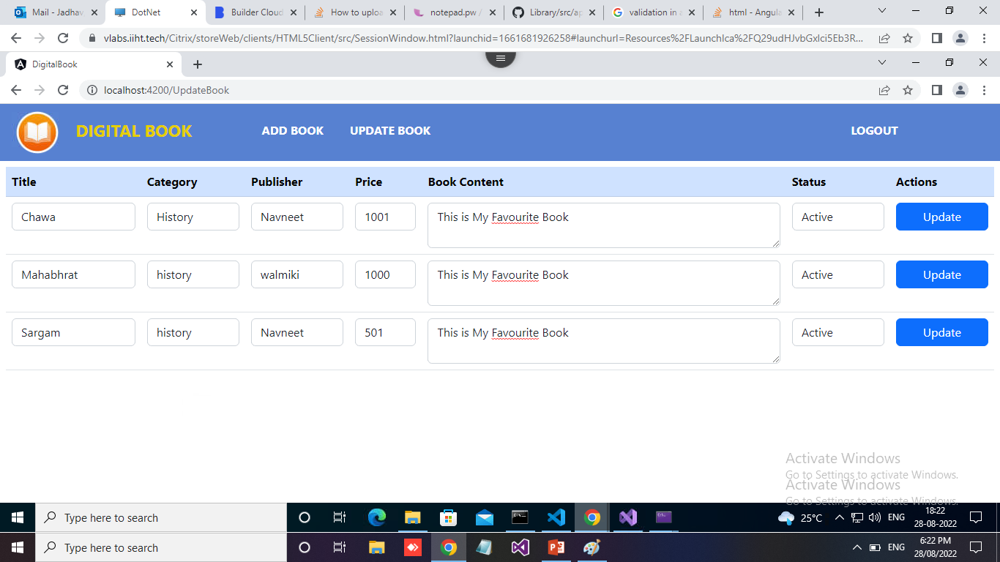 Mail - Jadhav
DotNet
Builder Cloud
How to uploa
notepad.pw /
Library/src/ap
validation in a
html - Angula
vlabs.iiht.tech/Citrix/storeWeb/clients/HTML5Client/src/SessionWindow.html?launchid=1661681926258#launchurl=Resources%2FLaunchIca%2FQ29udHJvbGxlci5Eb3R...
DigitalBook
localhost:4200/UpdateBook
DIGITAL BOOK ADD BOOK UPDATE BOOK LOGOUT
Title Category Publisher Price Book Content Status Actions
Chawa History Navneet 1001 This is My Favourite Book Active Update
Mahabhrat history walmiki 1000 This is My Favourite Book Active Update
Sargam history Navneet 501 This is My Favourite Book Active Update
Activate Windows
Go to Settings to activate Windows.
Activate Windows
Go to Settings to activate Windows.
Type here to search 25°C ENG 18:22
28-08-2022
Type here to search ENG 6:22 PM
28/08/2022